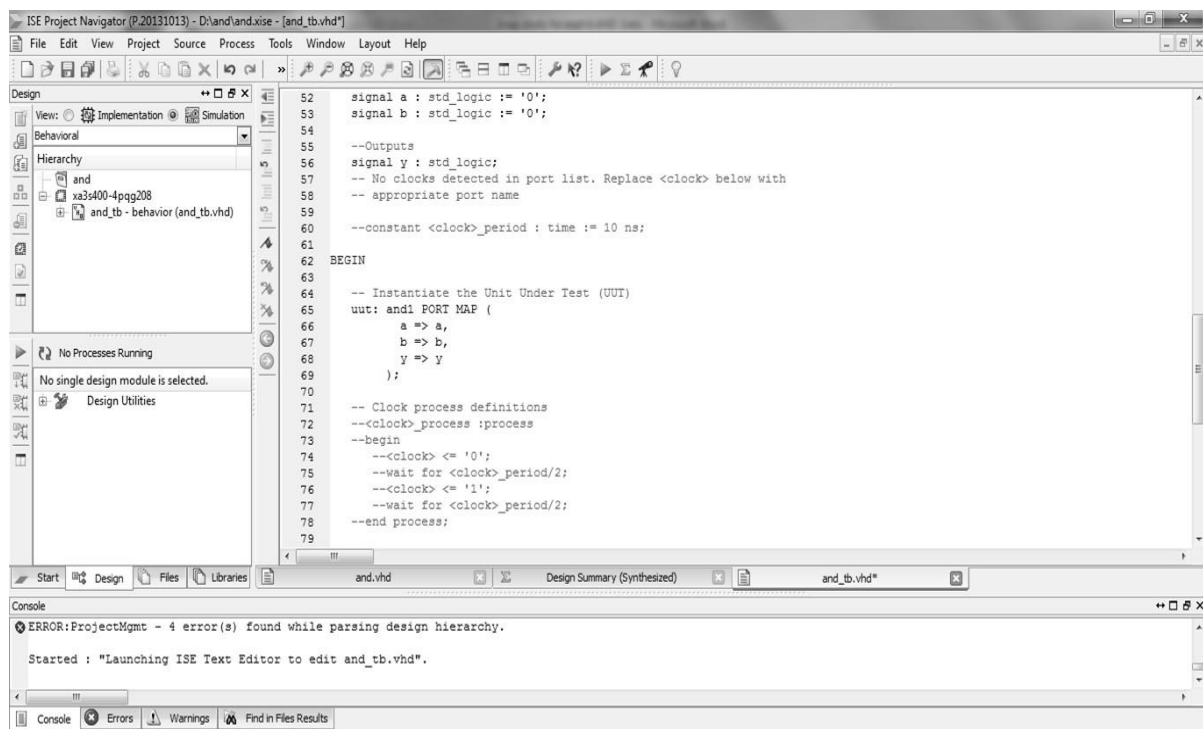 ISE Project Navigator (P.20131013) - D:\and\and.xise - [and_tb.vhd*]
File Edit View Project Source Process Tools Window Layout Help
Design
View: Implementation Simulation
Behavioral
Hierarchy
and
xa3s400-4pqg208
and_tb - behavior (and_tb.vhd)
No Processes Running
No single design module is selected.
Design Utilities
Start Design Files Libraries
52 signal a : std_logic := '0';
53 signal b : std_logic := '0';
54
55 --Outputs
56 signal y : std_logic;
57 -- No clocks detected in port list. Replace <clock> below with
58 -- appropriate port name
59
60 --constant <clock>_period : time := 10 ns;
61
62 BEGIN
63
64 -- Instantiate the Unit Under Test (UUT)
65 uut: and1 PORT MAP (
66 a => a,
67 b => b,
68 y => y
69 );
70
71 -- Clock process definitions
72 --<clock>_process :process
73 --begin
74 --<clock> <= '0';
75 --wait for <clock>_period/2;
76 --<clock> <= '1';
77 --wait for <clock>_period/2;
78 --end process;
79
and.vhd Design Summary (Synthesized) and_tb.vhd*
Console
ERROR:ProjectMgmt - 4 error(s) found while parsing design hierarchy.
Started : "Launching ISE Text Editor to edit and_tb.vhd".
Console Errors Warnings Find in Files Results